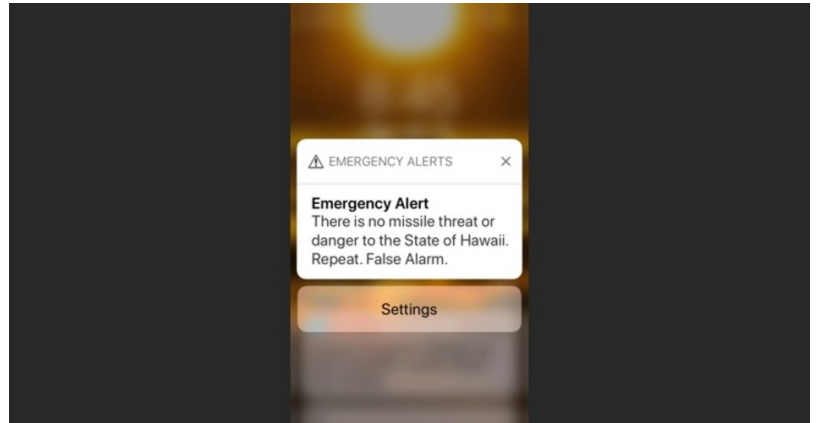 EMERGENCY ALERTS
Emergency Alert
There is no missile threat or
danger to the State of Hawaii.
Repeat. False Alarm.
Settings